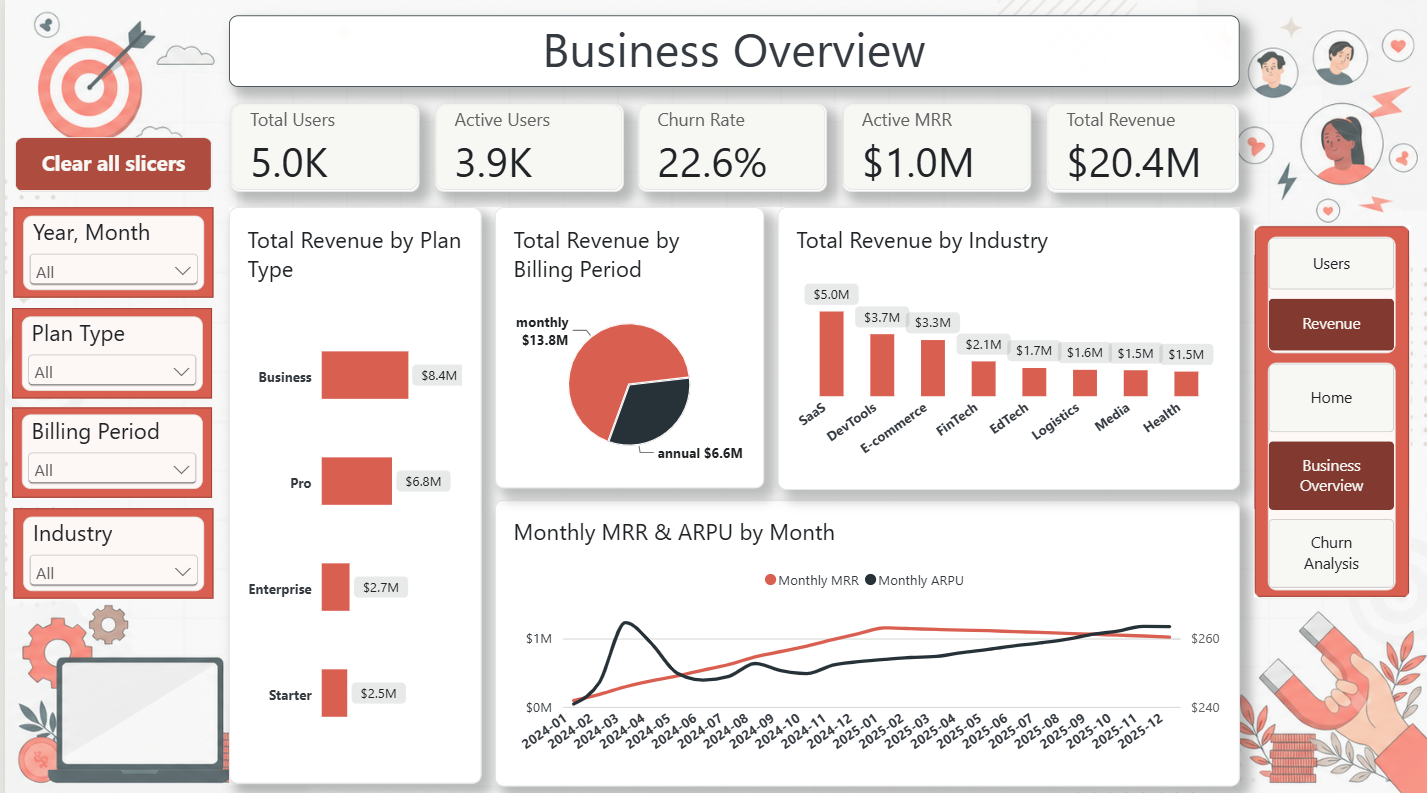 Business Overview
Clear all slicers
Total Users
5.0K
Active Users
3.9K
Churn Rate
22.6%
Active MRR
$1.0M
Total Revenue
$20.4M
Year, Month
All
Plan Type
All
Billing Period
All
Industry
All
Total Revenue by Plan
Type
Business
$8.4M
Pro
$6.8M
Enterprise
$2.7M
Starter
$2.5M
Total Revenue by
Billing Period
monthly
$13.8M
annual $6.6M
Total Revenue by Industry
$5.0M
$3.7M
$3.3M
$2.1M
$1.7M
$1.6M
$1.5M
$1.5M
SaaS
DevTools
E-commerce
FinTech
EdTech
Logistics
Media
Health
Monthly MRR & ARPU by Month
Monthly MRR
Monthly ARPU
$1M
$0M
$260
$240
2024-01
2024-02
2024-03
2024-04
2024-05
2024-06
2024-07
2024-08
2024-09
2024-10
2024-11
2024-12
2025-01
2025-02
2025-03
2025-04
2025-05
2025-06
2025-07
2025-08
2025-09
2025-10
2025-11
2025-12
Users
Revenue
Home
Business
Overview
Churn
Analysis